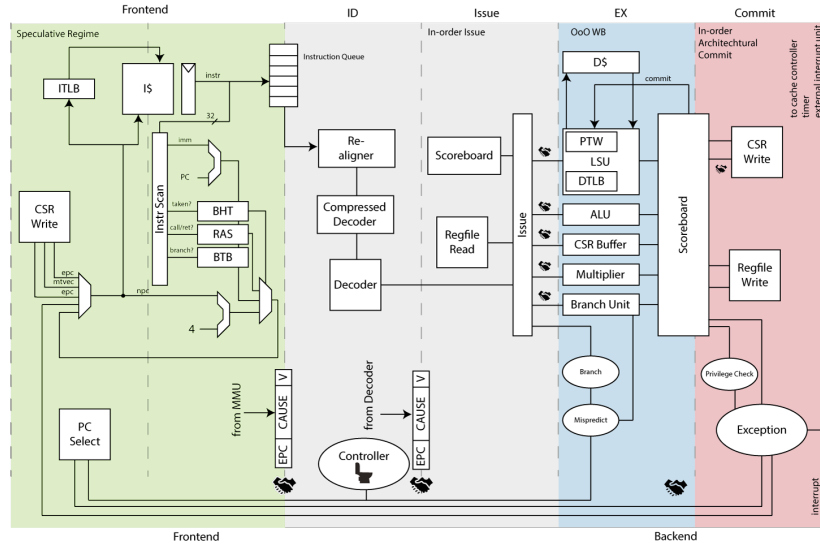 Frontend
ID
Issue
EX
Commit
Speculative Regime
In-order Issue
OoO WB
In-order
Architechtural
Commit
to cache controller
timer
external interrupt unit
ITLB
I$
instr
32
Instruction Queue
D$
commit
PTW
LSU
DTLB
Re-
aligner
Scoreboard
CSR
Write
imm
PC
Instr Scan
taken?
BHT
call/ret?
RAS
branch?
BTB
CSR
Write
Compressed
Decoder
Regfile
Read
Issue
ALU
CSR Buffer
Multiplier
Branch Unit
Scoreboard
Regfile
Write
Decoder
epc
mtvec
epc
npc
4
Branch
Mispredict
Privilege Check
Exception
from MMU
EPC
CAUSE
V
from Decoder
EPC
CAUSE
V
PC
Select
Controller
interrupt
Frontend
Backend